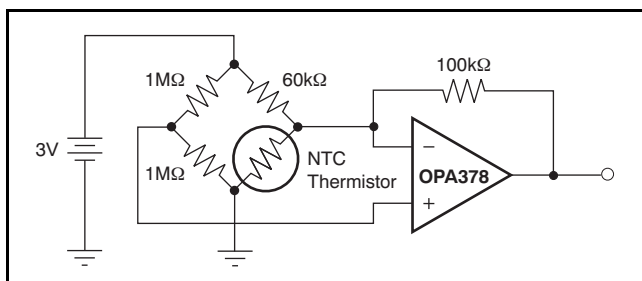 1MΩ
60kΩ
100kΩ
3V
1MΩ
NTC
Thermistor
−
OPA378
+